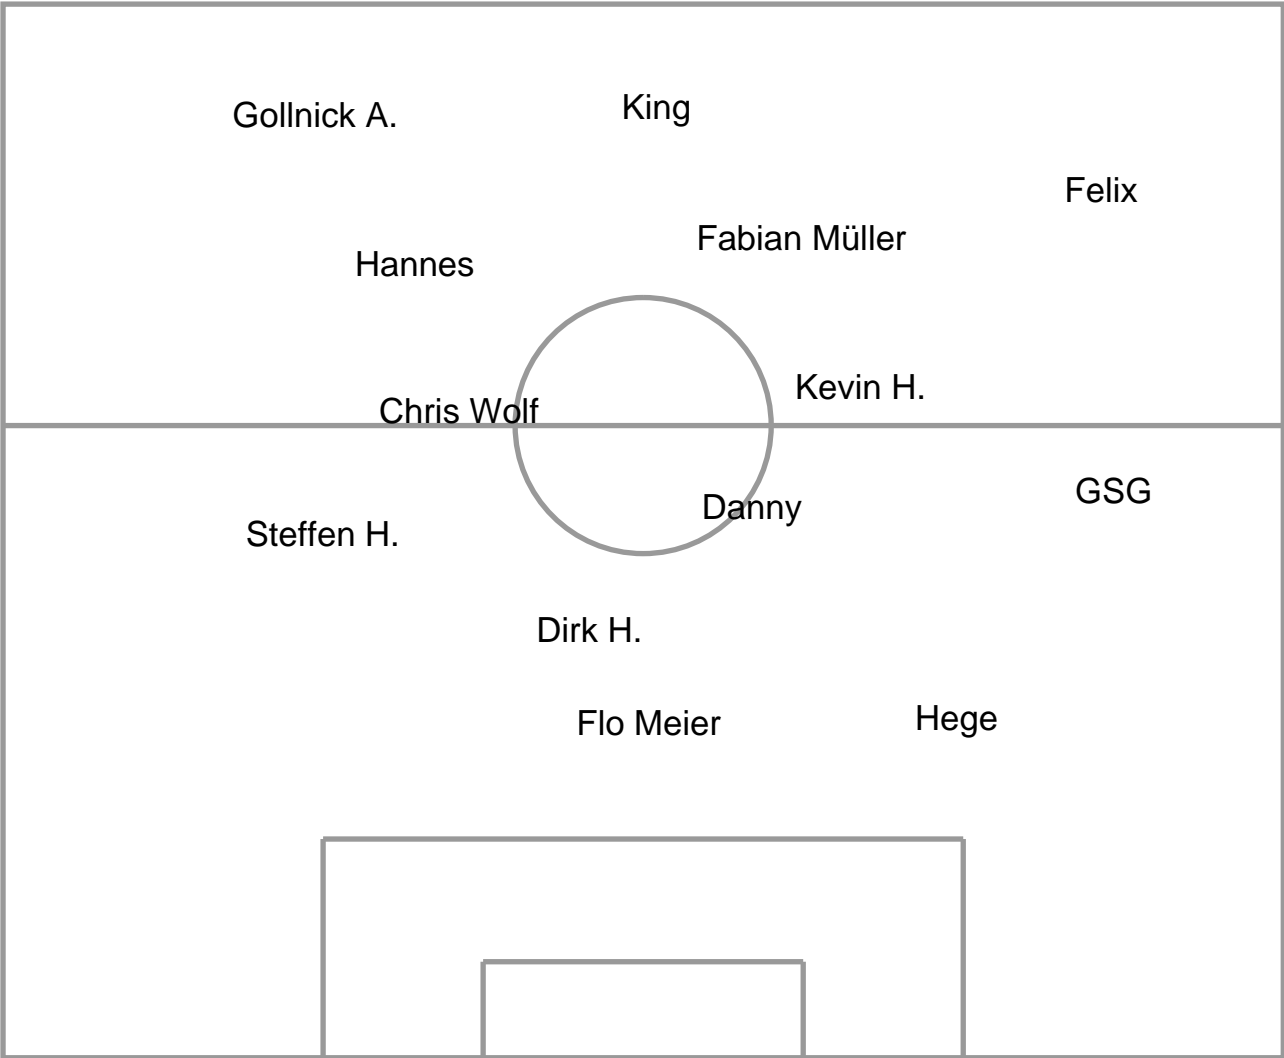 Gollnick A.
King
Felix
Fabian Müller
Hannes
Kevin H.
Chris Wolf
GSG
Danny
Steffen H.
Dirk H.
Flo Meier
Hege